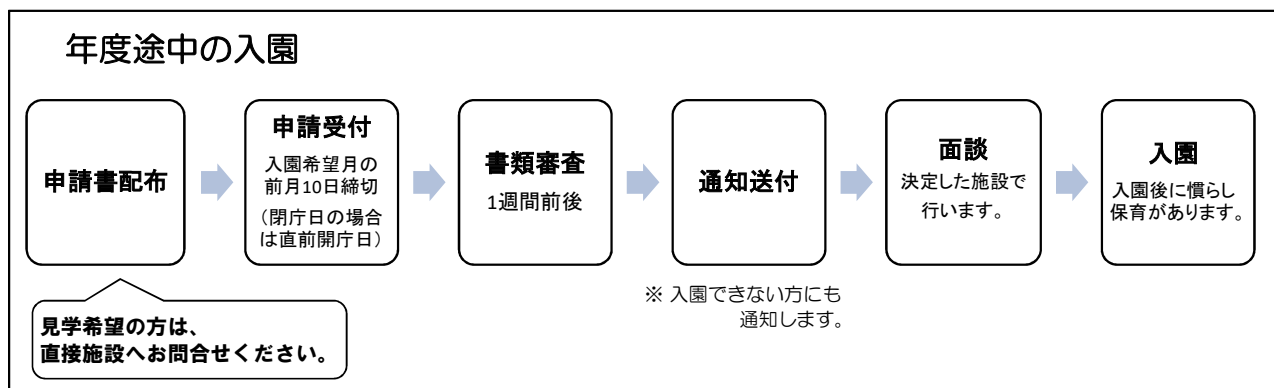 年度途中の入園
申請書配布
申請受付
入園希望月の
前月10日締切
（閉庁日の場合
は直前開庁日）
書類審査
1週間前後
通知送付
面談
決定した施設で
行います。
入園
入園後に慣らし
保育があります。
※ 入園できない方にも
通知します。
見学希望の方は、
直接施設へお問合せください。